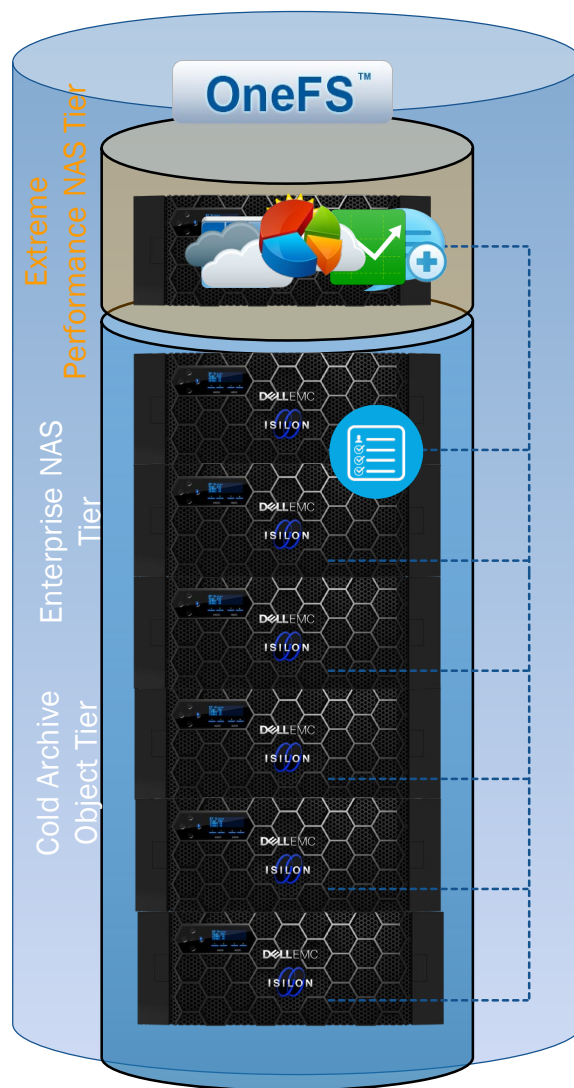 OneFS™
Extreme
Performance NAS Tier
DELLEMC
ISILON
DELLEMC
ISILON
Enterprise NAS
Tier
DELLEMC
ISILON
DELLEMC
ISILON
Cold Archive
Object Tier
DELLEMC
ISILON
DELLEMC
ISILON